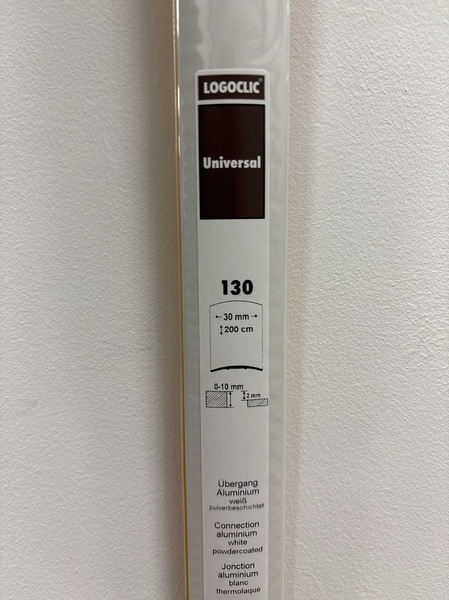 LOGOCLIC®
Universal
130
30 mm
200 cm
0-10 mm
2 mm
Übergang
Aluminium
weiß
Pulverbeschichtet
Connection
aluminium
white
powdercoated
Jonction
aluminium
blanc
thermolaqué